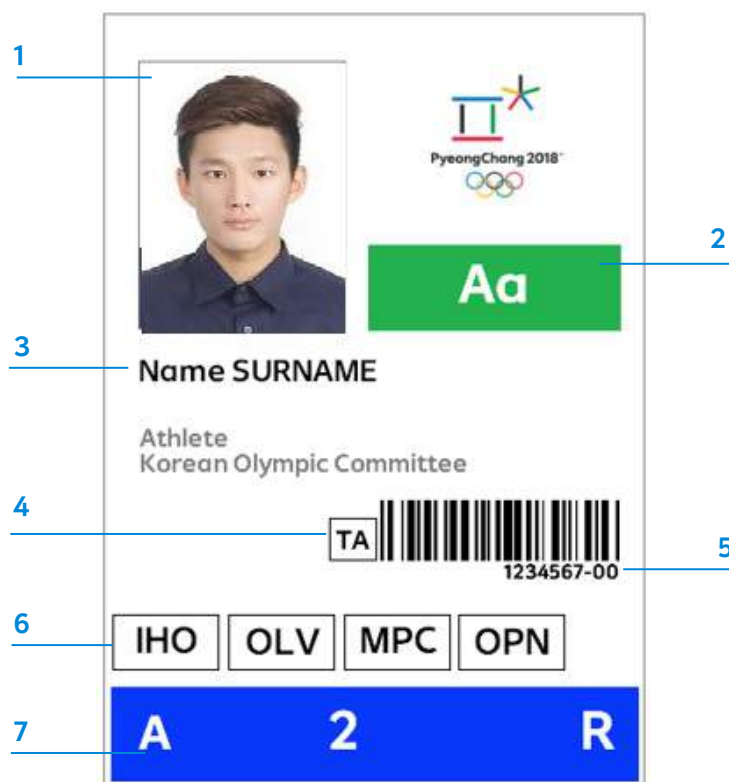 1
PyeongChang 2018™
2
Aa
3
Name SURNAME
Athlete
Korean Olympic Committee
4
TA
1234567-00
5
6
IHO OLV MPC OPN
7
A 2 R